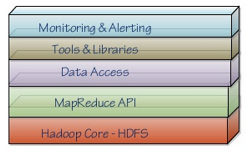 Monitoring & Alerting
Tools & Libraries
Data Access
MapReduce API
Hadoop Core - HDFS